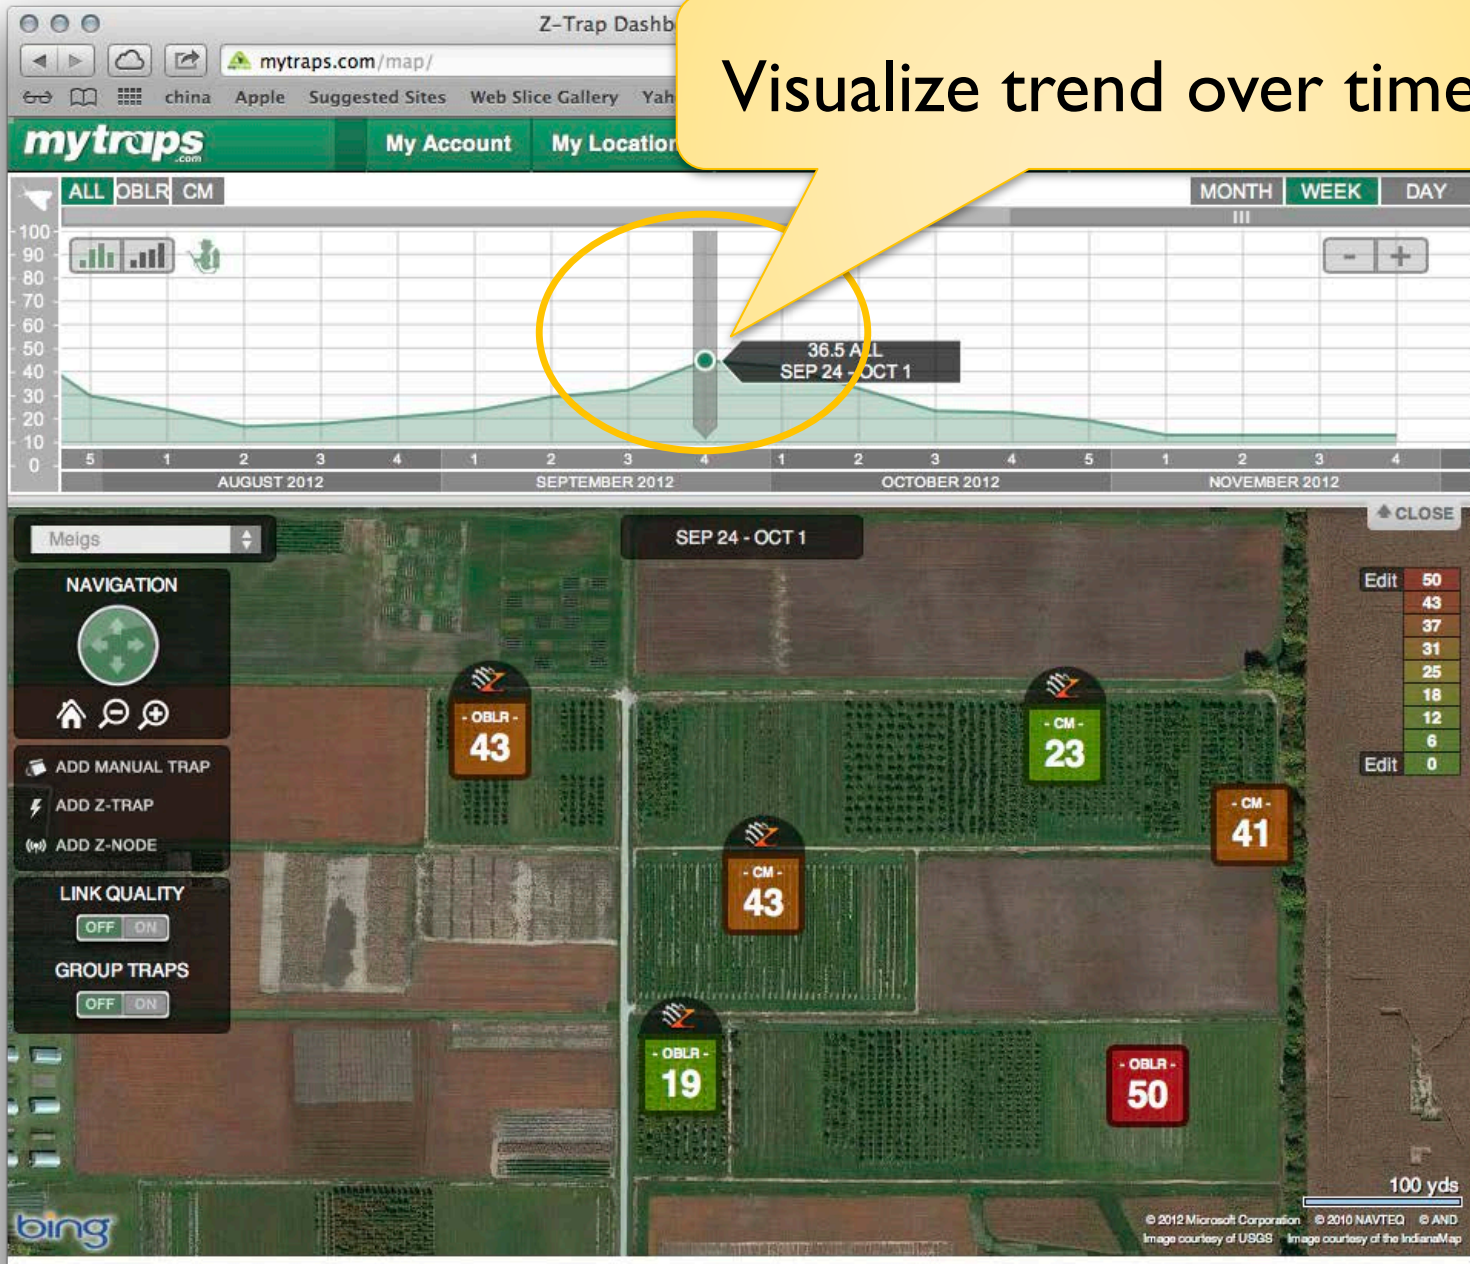 Z-Trap Dashb
Visualize trend over time
mytraps.com/map/
china Apple Suggested Sites Web Slice Gallery Yah
mytraps
.com
My Account My Location
ALL OBLR CM
MONTH WEEK DAY
100
90
80
70
60
50
40
30
20
10
0
- +
36.5 ALL
SEP 24 - OCT 1
5 1 2 3 4 1 2 3 4 1 2 3 4 5 1 2 3 4
AUGUST 2012 SEPTEMBER 2012 OCTOBER 2012 NOVEMBER 2012
CLOSE
Meigs
SEP 24 - OCT 1
NAVIGATION
ADD MANUAL TRAP
ADD Z-TRAP
ADD Z-NODE
LINK QUALITY
OFF ON
GROUP TRAPS
OFF ON
Edit 50
43
37
31
25
18
12
6
Edit 0
Z
- OBLR -
43
Z
- CM -
23
- CM -
41
Z
- CM -
43
Z
- OBLR -
19
- OBLR -
50
100 yds
bing
© 2012 Microsoft Corporation © 2010 NAVTEQ © AND
Image courtesy of USGS Image courtesy of the IndianaMap